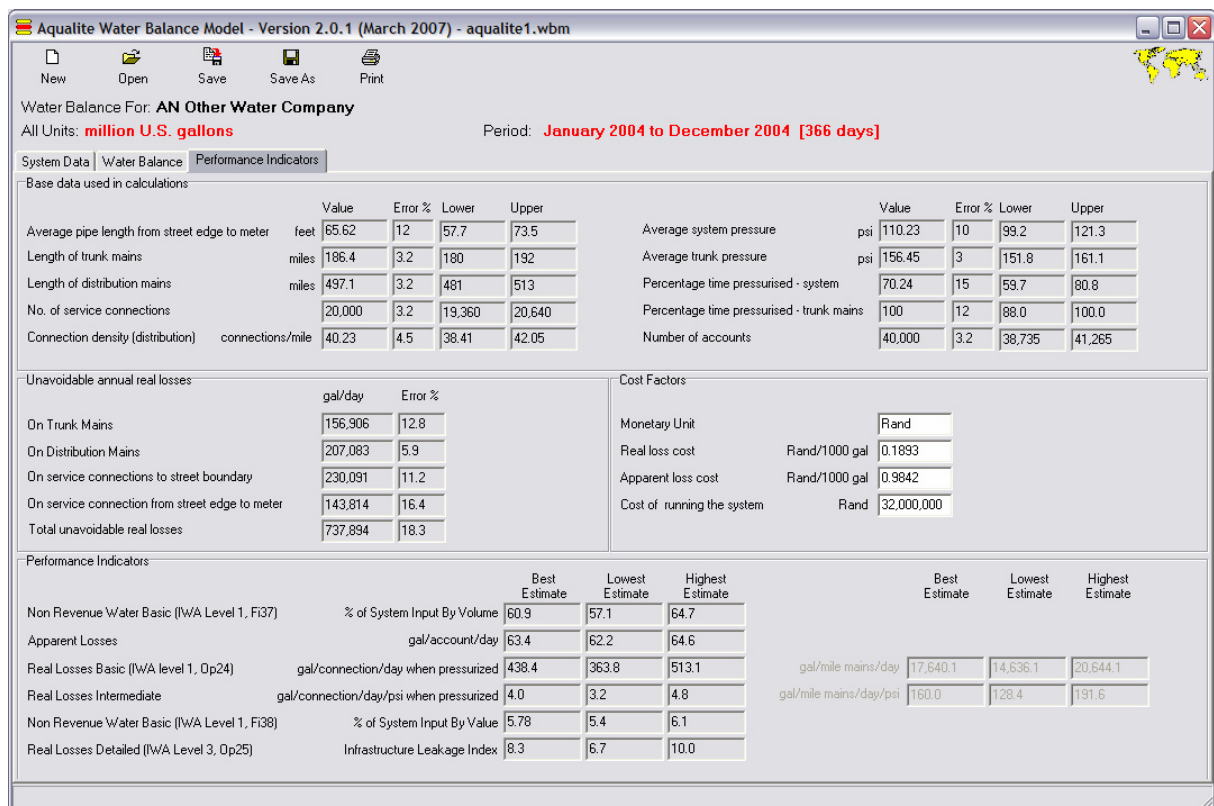 Aqualite Water Balance Model - Version 2.0.1 (March 2007) - aqualite1.wbm
New Open Save Save As Print
Water Balance For: AN Other Water Company
All Units: million U.S. gallons Period: January 2004 to December 2004 [366 days]
System Data Water Balance Performance Indicators
Base data used in calculations
Value Error % Lower Upper Value Error % Lower Upper
Average pipe length from street edge to meter feet 65.62 12 57.7 73.5 Average system pressure psi 110.23 10 99.2 121.3
Length of trunk mains miles 186.4 3.2 180 192 Average trunk pressure psi 156.45 3 151.8 161.1
Length of distribution mains miles 497.1 3.2 481 513 Percentage time pressurised - system 70.24 15 59.7 80.8
No. of service connections 20,000 3.2 19,360 20,640 Percentage time pressurised - trunk mains 100 12 88.0 100.0
Connection density (distribution) connections/mile 40.23 4.5 38.41 42.05 Number of accounts 40,000 3.2 38,735 41,265
Unavoidable annual real losses
gal/day Error %
On Trunk Mains 156,906 12.8
On Distribution Mains 207,083 5.9
On service connections to street boundary 230,091 11.2
On service connection from street edge to meter 143,814 16.4
Total unavoidable real losses 737,894 18.3
Cost Factors
Monetary Unit Rand
Real loss cost Rand/1000 gal 0.1893
Apparent loss cost Rand/1000 gal 0.9842
Cost of running the system Rand 32,000,000
Performance Indicators
Best Estimate Lowest Estimate Highest Estimate Best Estimate Lowest Estimate Highest Estimate
Non Revenue Water Basic (IWA Level 1, Fi37) % of System Input By Volume 60.9 57.1 64.7
Apparent Losses gal/account/day 63.4 62.2 64.6
Real Losses Basic (IWA level 1, Op24) gal/connection/day when pressurized 438.4 363.8 513.1 gal/mile mains/day 17,640.1 14,636.1 20,644.1
Real Losses Intermediate gal/connection/day/psi when pressurized 4.0 3.2 4.8 gal/mile mains/day/psi 160.0 128.4 191.6
Non Revenue Water Basic (IWA Level 1, Fi38) % of System Input By Value 5.78 5.4 6.1
Real Losses Detailed (IWA Level 3, Op25) Infrastructure Leakage Index 8.3 6.7 10.0